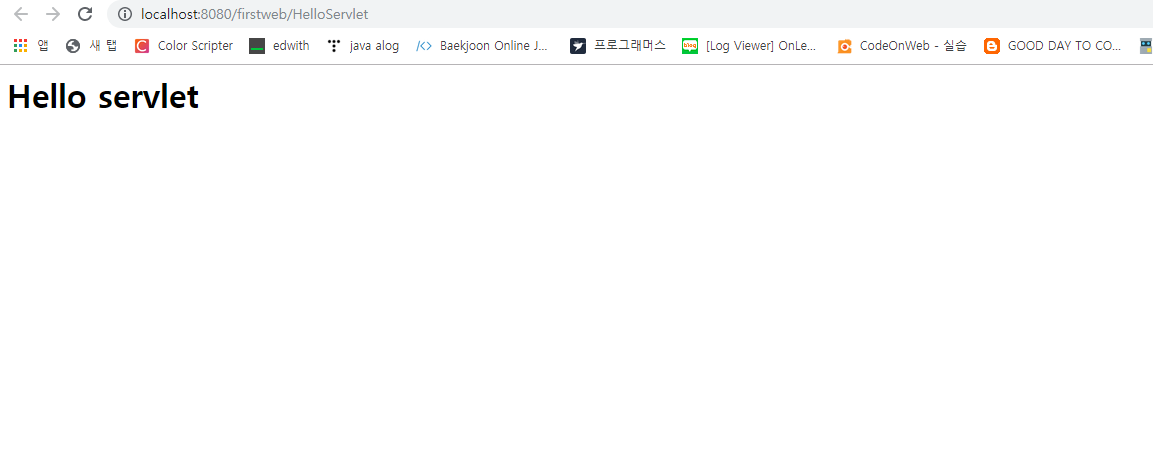 localhost:8080/firstweb/HelloServlet
앱 새 탭 Color Scripter edwith java alog Baekjoon Online J... 프로그래머스 blog [Log Viewer] OnLe... CodeOnWeb - 실습 GOOD DAY TO CO...
Hello servlet